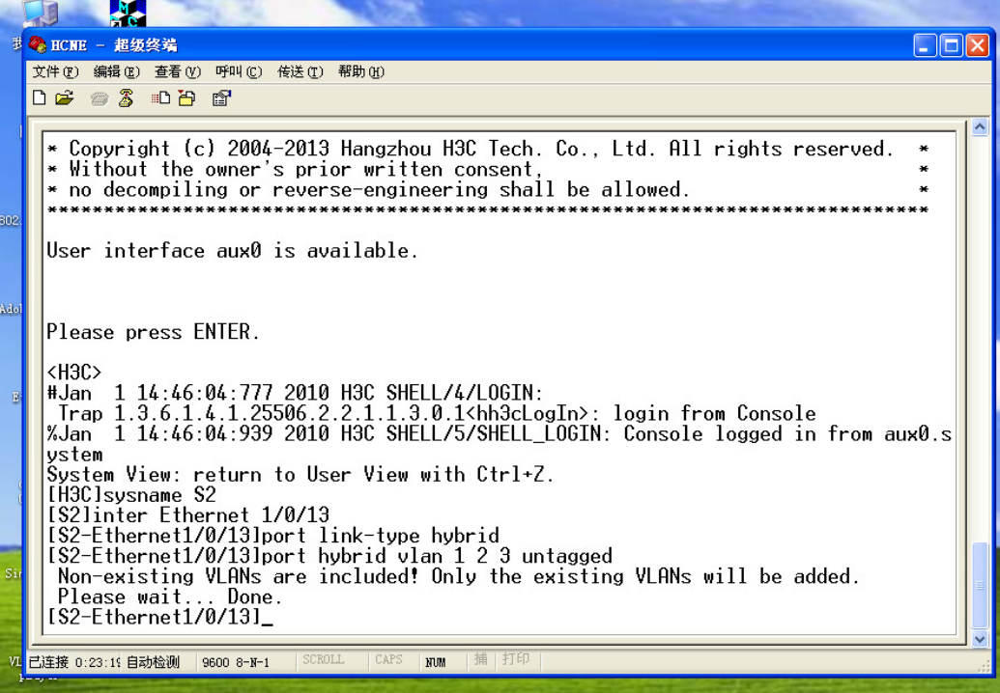 HCNE - 超级终端
文件(F) 编辑(E) 查看(V) 呼叫(C) 传送(T) 帮助(H)
* Copyright (c) 2004-2013 Hangzhou H3C Tech. Co., Ltd. All rights reserved. *
* Without the owner's prior written consent, *
* no decompiling or reverse-engineering shall be allowed. *
******************************************************************************
User interface aux0 is available.
Please press ENTER.
<H3C>
#Jan 1 14:46:04:777 2010 H3C SHELL/4/LOGIN:
Trap 1.3.6.1.4.1.25506.2.2.1.1.3.0.1<hh3cLogIn>: login from Console
%Jan 1 14:46:04:939 2010 H3C SHELL/5/SHELL_LOGIN: Console logged in from aux0.s
ystem
System View: return to User View with Ctrl+Z.
[H3C]sysname S2
[S2]inter Ethernet 1/0/13
[S2-Ethernet1/0/13]port link-type hybrid
[S2-Ethernet1/0/13]port hybrid vlan 1 2 3 untagged
Non-existing VLANs are included! Only the existing VLANs will be added.
Please wait... Done.
[S2-Ethernet1/0/13]_
已连接 0:23:19 自动检测 9600 8-N-1 SCROLL CAPS NUM 捕 打印
802.
Ado
VL